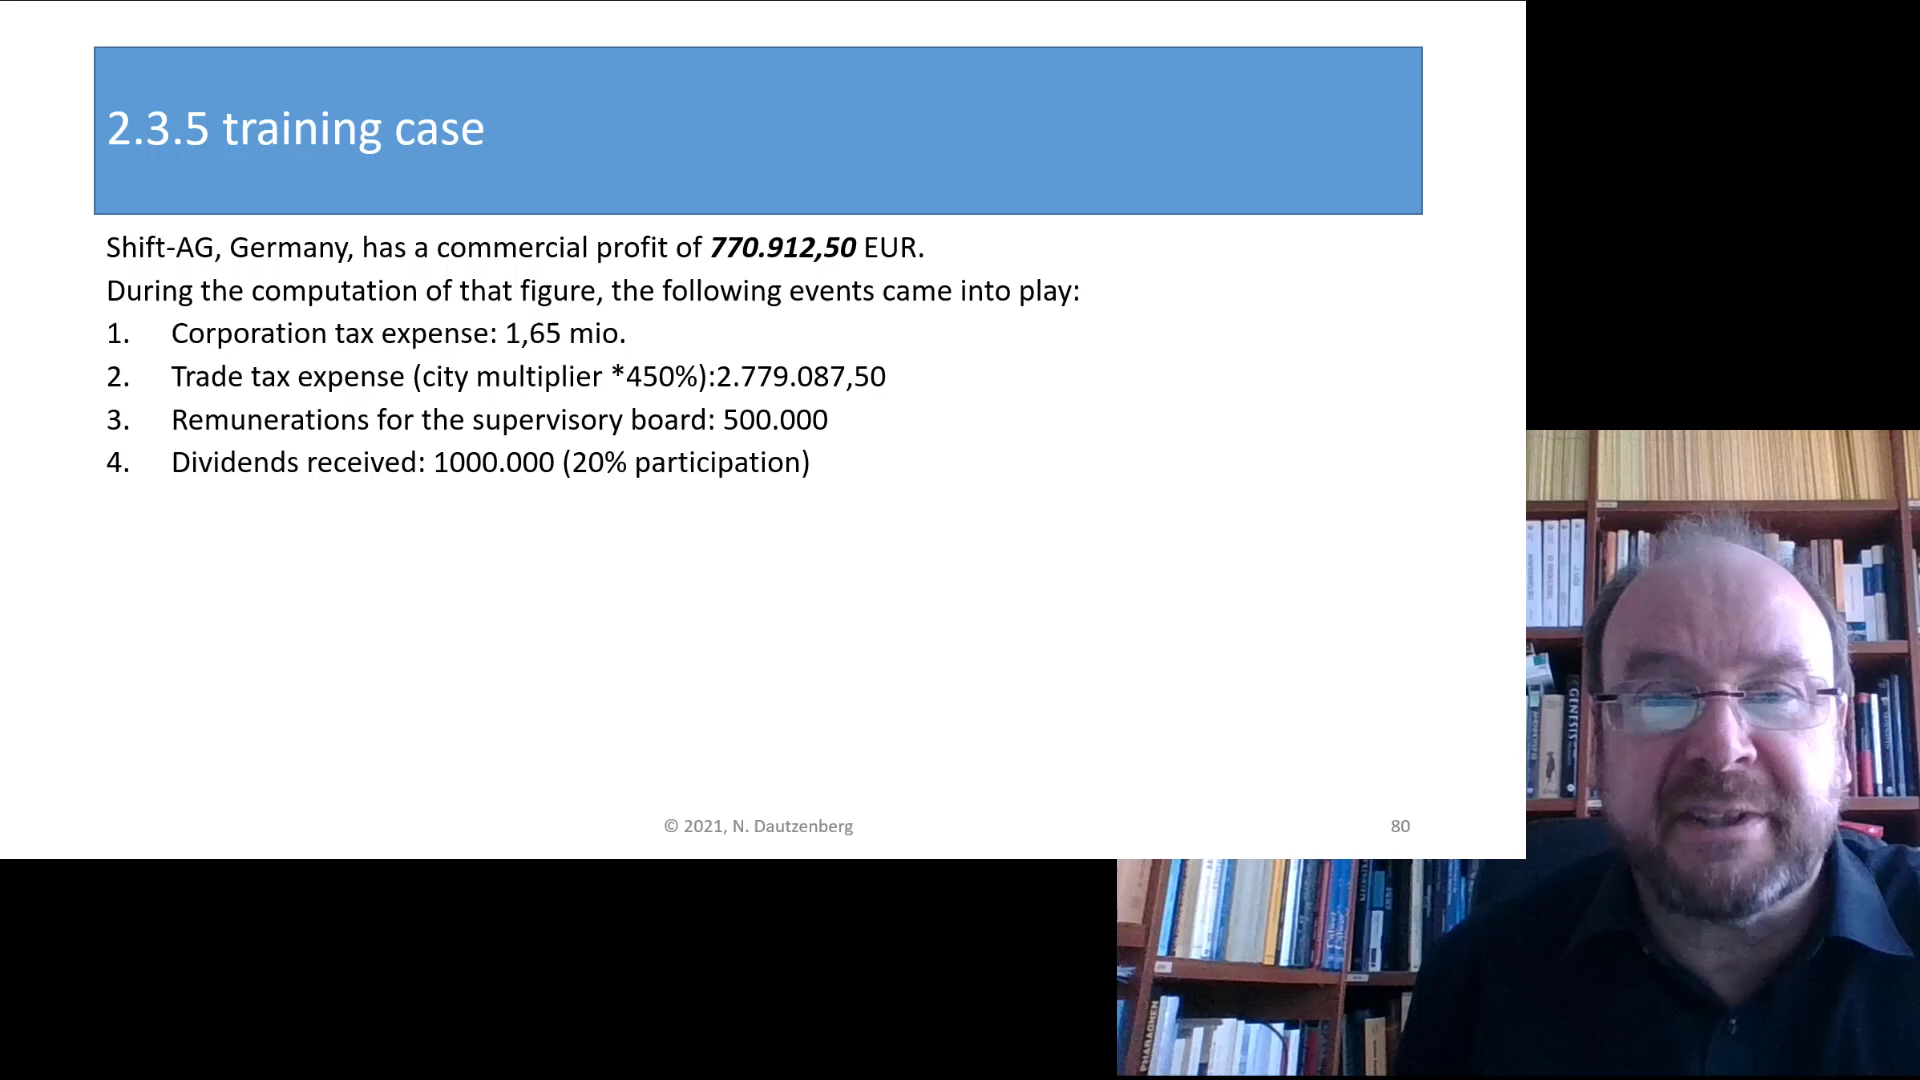 2.3.5 training case
Shift-AG, Germany, has a commercial profit of 770.912,50 EUR.
During the computation of that figure, the following events came into play:
1. Corporation tax expense: 1,65 mio.
2. Trade tax expense (city multiplier *450%):2.779.087,50
3. Remunerations for the supervisory board: 500.000
4. Dividends received: 1000.000 (20% participation)
© 2021, N. Dautzenberg
80
GENESIS